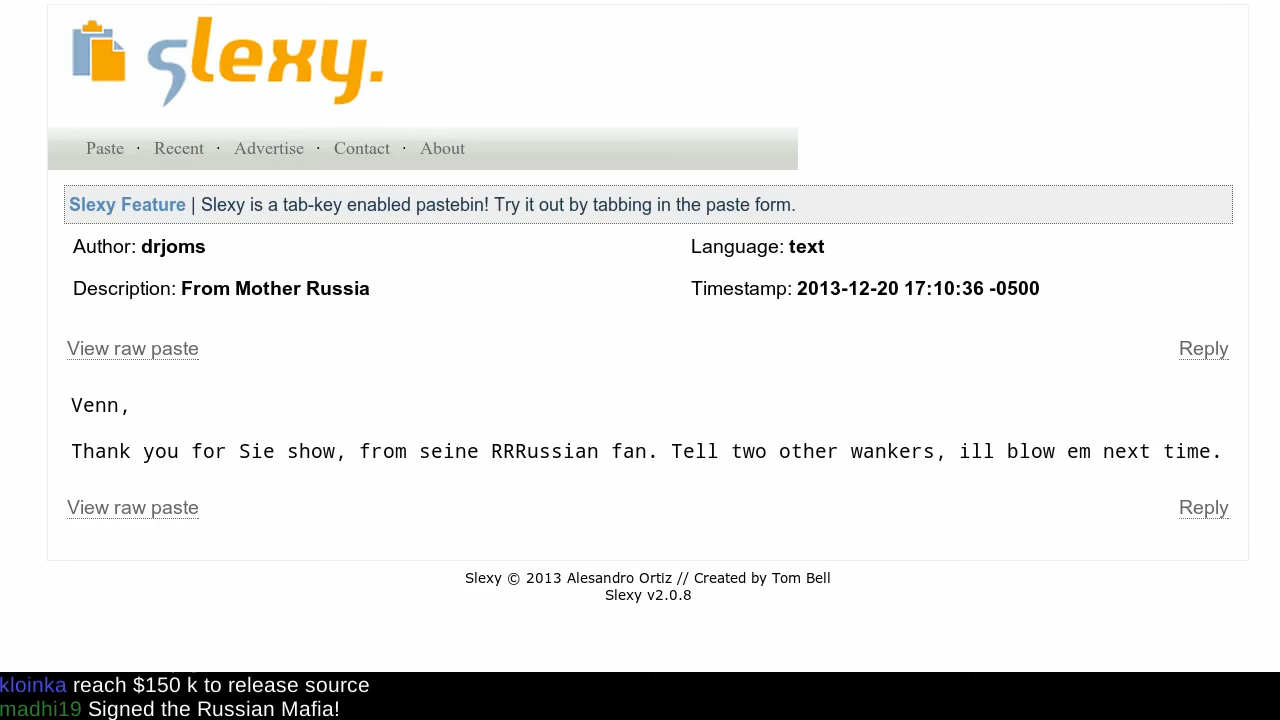 slexy.
Paste · Recent · Advertise · Contact · About
Slexy Feature | Slexy is a tab-key enabled pastebin! Try it out by tabbing in the paste form.
Author: drjoms Language: text
Description: From Mother Russia Timestamp: 2013-12-20 17:10:36 -0500
View raw paste Reply
Venn,
Thank you for Sie show, from seine RRRussian fan. Tell two other wankers, ill blow em next time.
View raw paste Reply
Slexy © 2013 Alesandro Ortiz // Created by Tom Bell
Slexy v2.0.8
kloinka reach $150 k to release source
madhi19 Signed the Russian Mafia!